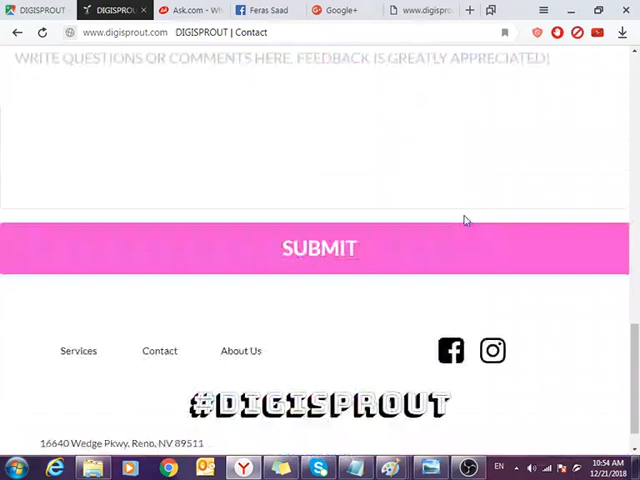 DIGISPROUT
DIGISPROU
Ask.com - Wh
Feras Saad
Google+
www.digispro
www.digisprout.com DIGISPROUT | Contact
WRITE QUESTIONS OR COMMENTS HERE. FEEDBACK IS GREATLY APPRECIATED!
SUBMIT
Services
Contact
About Us
#DIGISPROUT
16640 Wedge Pkwy, Reno, NV 89511
EN
10:54 AM
12/21/2018